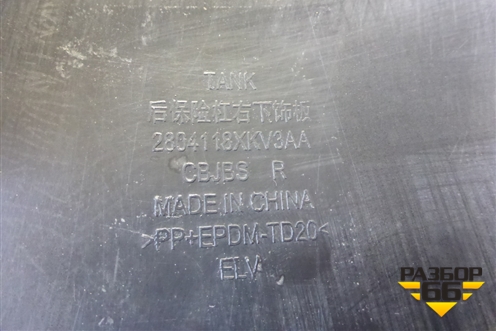 TANK
后保险杠右下饰板
2804118XKV3AA
CBJBS R
MADE IN CHINA
>PP+EPDM-TD20<
ELV
РАЗБОР
66